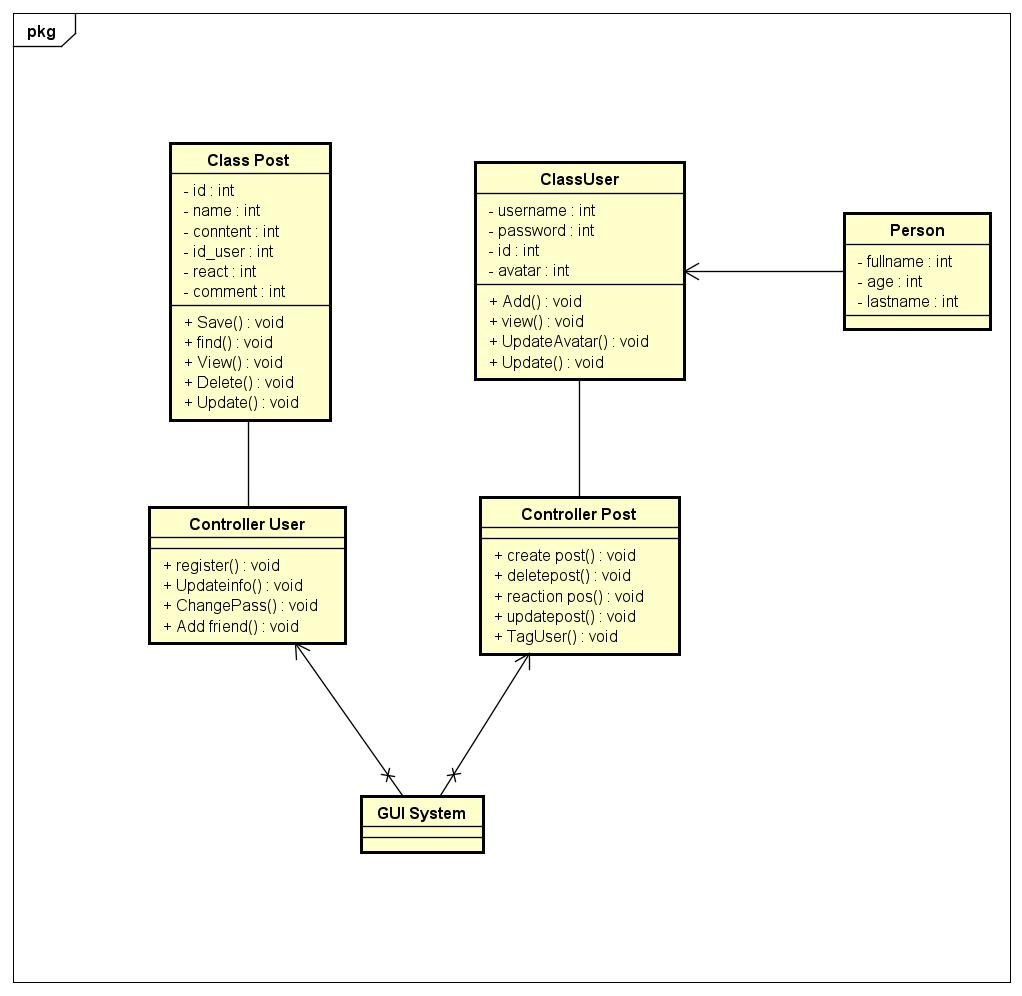 pkg
Class Post
- id : int
- name : int
- conntent : int
- id_user : int
- react : int
- comment : int
+ Save() : void
+ find() : void
+ View() : void
+ Delete() : void
+ Update() : void
ClassUser
- username : int
- password : int
- id : int
- avatar : int
+ Add() : void
+ view() : void
+ UpdateAvatar() : void
+ Update() : void
Person
- fullname : int
- age : int
- lastname : int
Controller User
+ register() : void
+ Updateinfo() : void
+ ChangePass() : void
+ Add friend() : void
Controller Post
+ create post() : void
+ deletepost() : void
+ reaction pos() : void
+ updatepost() : void
+ TagUser() : void
GUI System